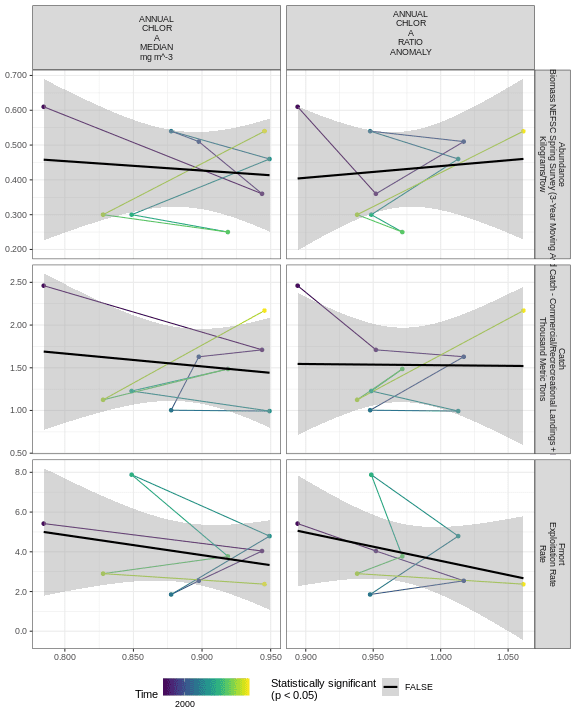 ANNUAL
CHLOR
A
MEDIAN
mg m^-3
ANNUAL
CHLOR
A
RATIO
ANOMALY
0.700
0.600
0.500
0.400
0.300
0.200
Abundance
Biomass NEFSC Spring Survey (3-Year Moving
Kilograms/Tow
2.50
2.00
1.50
1.00
0.50
Catch
Catch - Commercial/Recreational Landings +
Thousand Metric Tons
8.0
6.0
4.0
2.0
0.0
Fmort
Exploitation Rate
Rate
0.800
0.850
0.900
0.950
0.900
0.950
1.000
1.050
Time
2000
Statistically significant
(p < 0.05)
FALSE